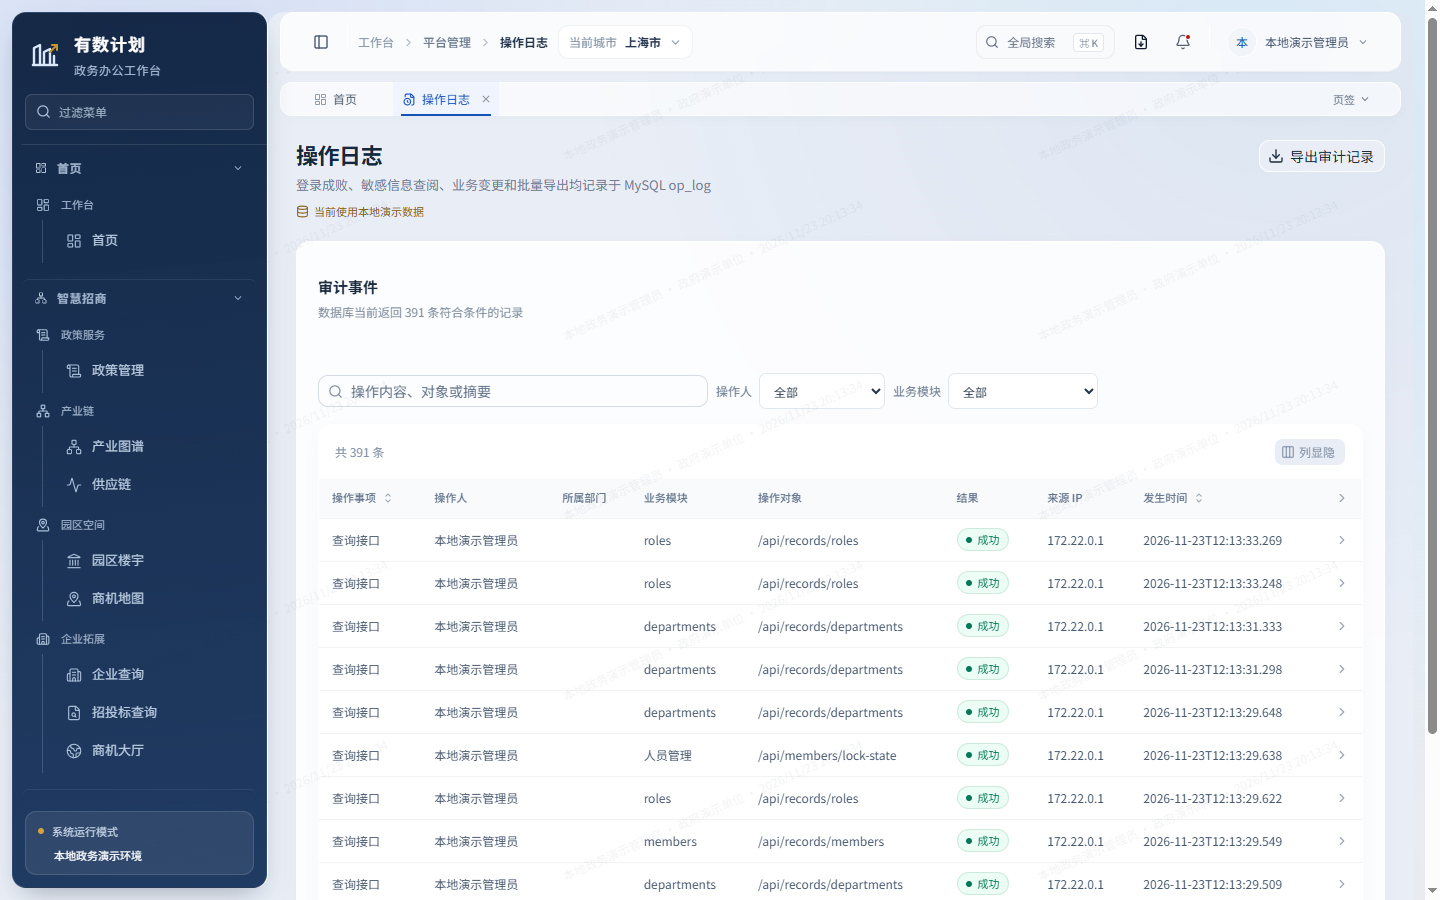 有数计划
政务办公工作台
过滤菜单
首页
工作台
首页
智慧招商
政策服务
政策管理
产业链
产业图谱
供应链
园区空间
园区楼宇
商机地图
企业拓展
企业查询
招投标查询
商机大厅
系统运行模式
本地政务演示环境
工作台 平台管理 操作日志 当前城市 上海市
全局搜索 ⌘K
本 本地演示管理员
首页 操作日志 页签
操作日志
导出审计记录
登录成败、敏感信息查阅、业务变更和批量导出均记录于 MySQL op_log
当前使用本地演示数据
审计事件
数据库当前返回 391 条符合条件的记录
操作内容、对象或摘要 操作人 全部 业务模块 全部
共 391 条 列显隐
操作事项 操作人 所属部门 业务模块 操作对象 结果 来源 IP 发生时间
查询接口 本地演示管理员 roles /api/records/roles 成功 172.22.0.1 2026-11-23T12:13:33.269
查询接口 本地演示管理员 roles /api/records/roles 成功 172.22.0.1 2026-11-23T12:13:33.248
查询接口 本地演示管理员 departments /api/records/departments 成功 172.22.0.1 2026-11-23T12:13:31.333
查询接口 本地演示管理员 departments /api/records/departments 成功 172.22.0.1 2026-11-23T12:13:31.298
查询接口 本地演示管理员 departments /api/records/departments 成功 172.22.0.1 2026-11-23T12:13:29.648
查询接口 本地演示管理员 人员管理 /api/members/lock-state 成功 172.22.0.1 2026-11-23T12:13:29.638
查询接口 本地演示管理员 roles /api/records/roles 成功 172.22.0.1 2026-11-23T12:13:29.622
查询接口 本地演示管理员 members /api/records/members 成功 172.22.0.1 2026-11-23T12:13:29.549
查询接口 本地演示管理员 departments /api/records/departments 成功 172.22.0.1 2026-11-23T12:13:29.509
本地政务演示管理员 · 政府演示单位 · 2026/11/23 20:13:34